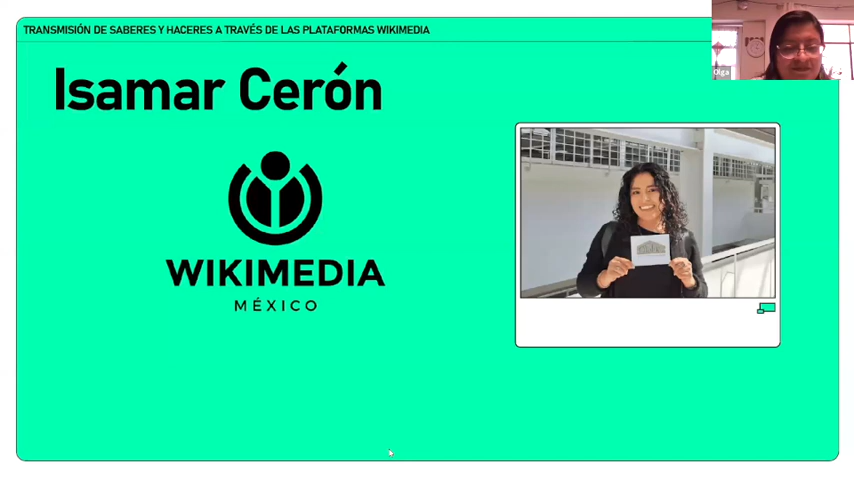 TRANSMISIÓN DE SABERES Y HACERES A TRAVÉS DE LAS PLATAFORMAS WIKIMEDIA
Isamar Cerón
WIKIMEDIA
MÉXICO
Olga